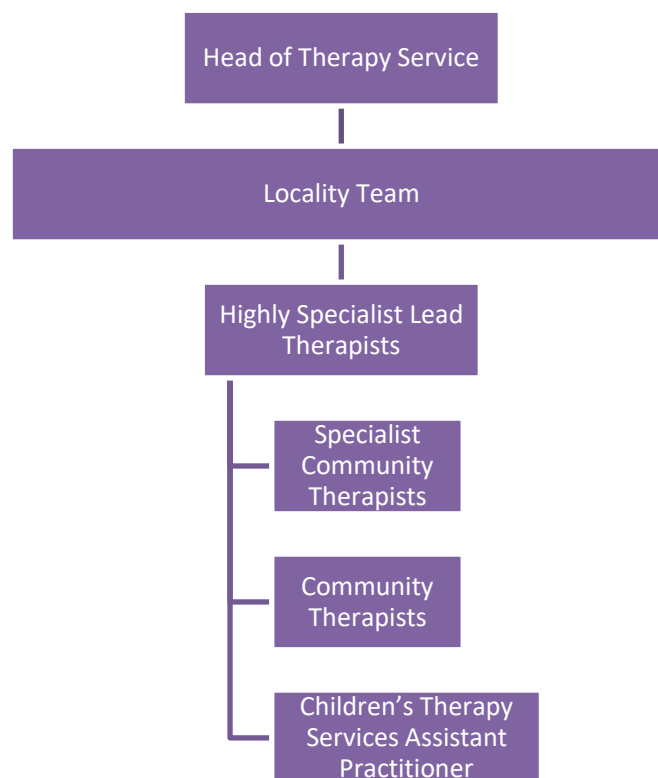 Head of Therapy Service
Locality Team
Highly Specialist Lead
Therapists
Specialist
Community
Therapists
Community
Therapists
Children’s Therapy
Services Assistant
Practitioner